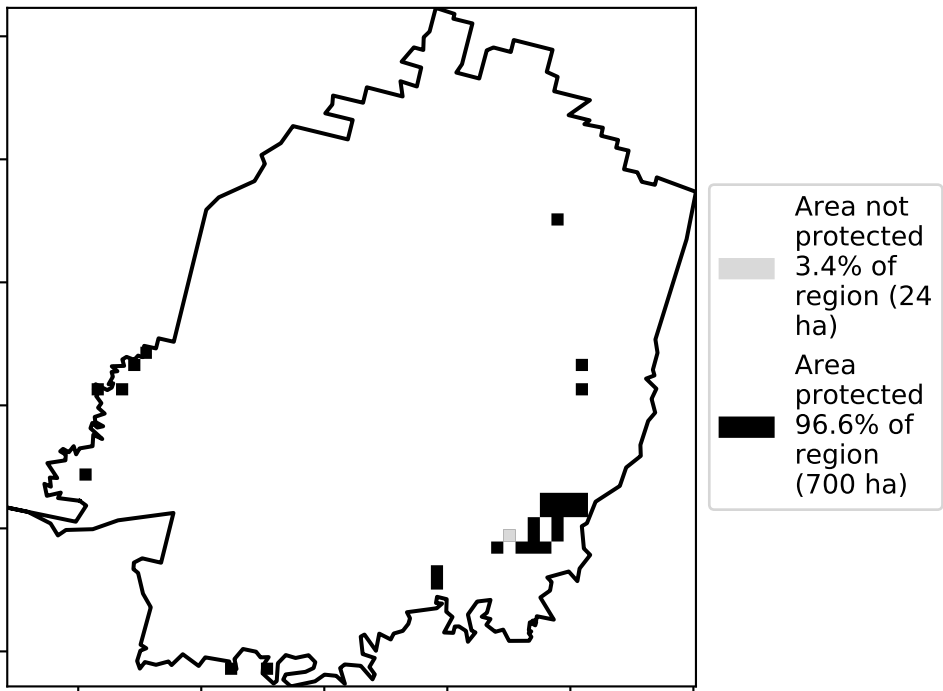 Area not
protected
3.4% of
region (24
ha)
Area
protected
96.6% of
region
(700 ha)